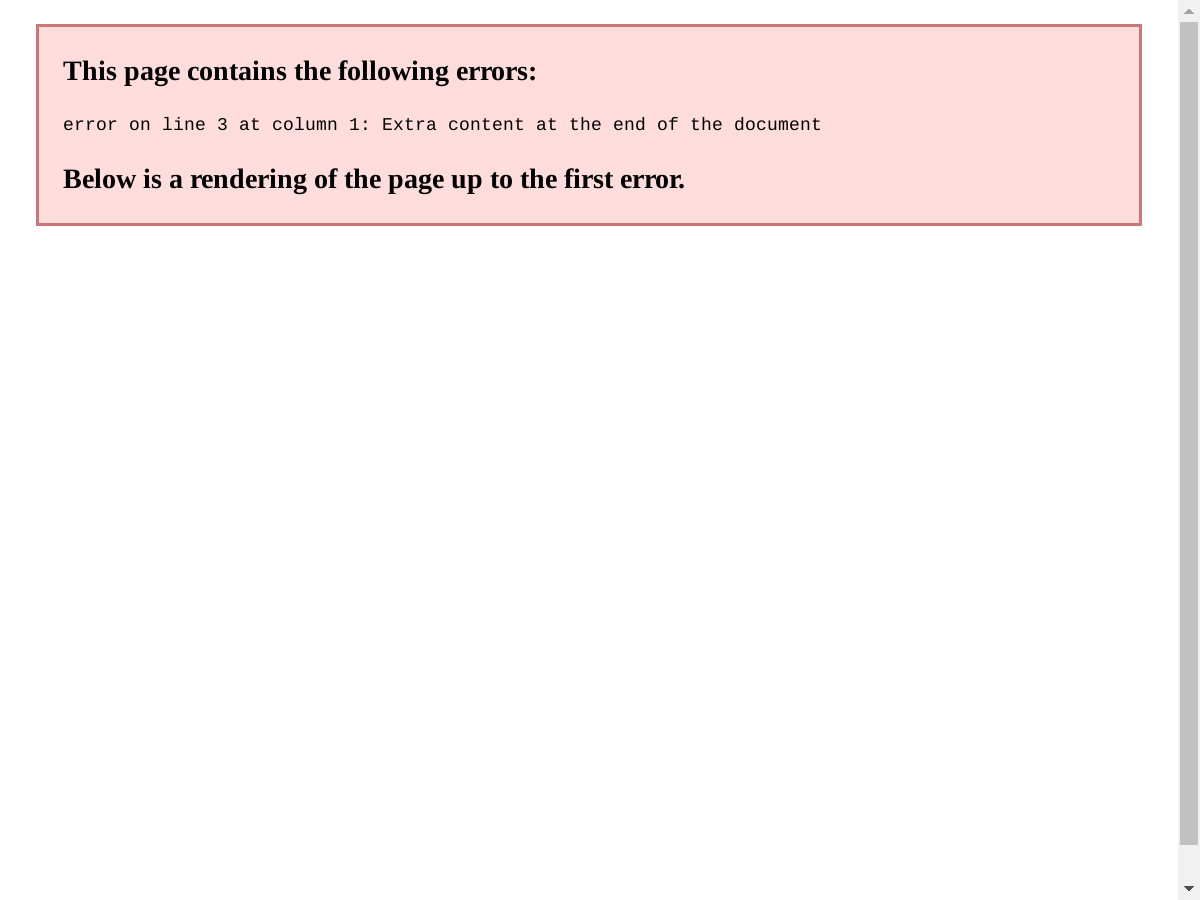 This page contains the following errors:
error on line 3 at column 1: Extra content at the end of the document
Below is a rendering of the page up to the first error.